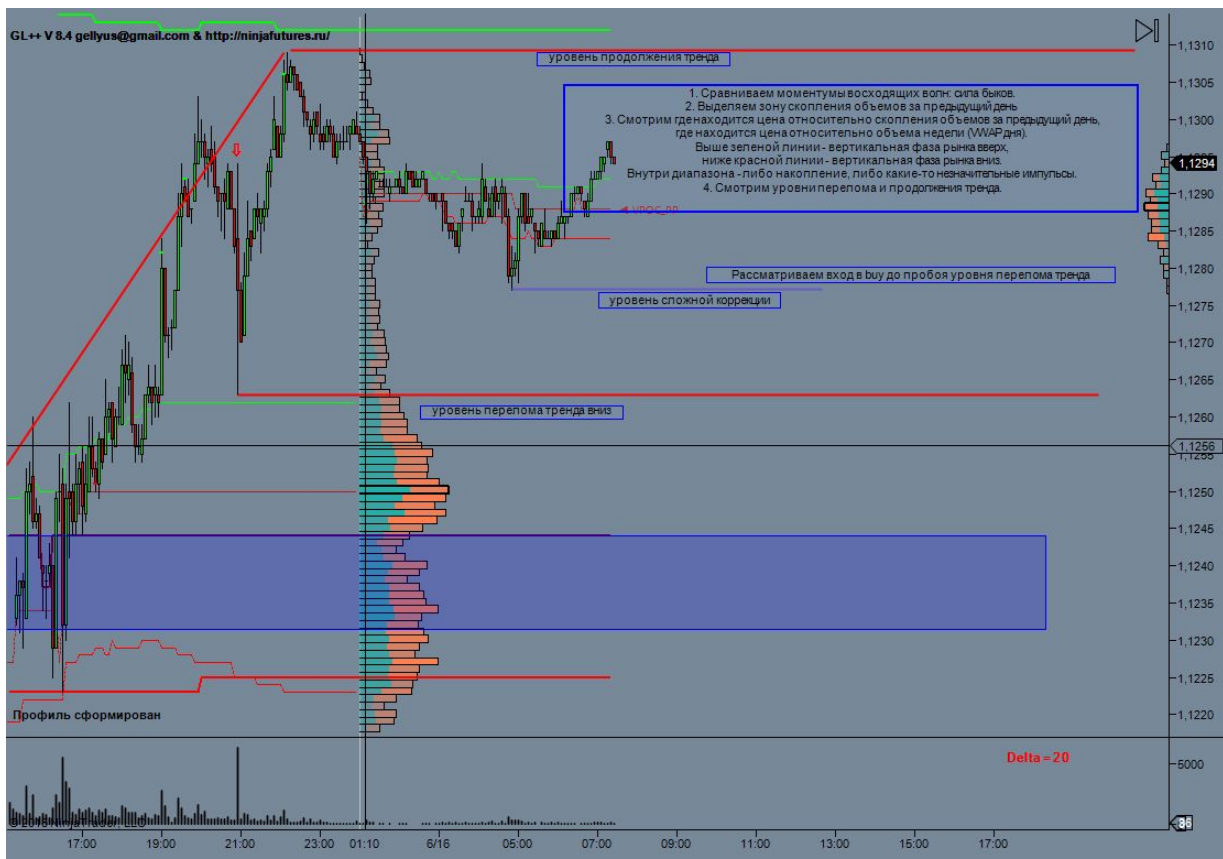 GL++ V 8.4 gellyus@gmail.com & http://ninjafutures.ru/
уровень продолжения тренда
1. Сравниваем моментумы восходящих волн: сила быков.
2. Выделяем зону скопления объемов за предыдущий день
3. Смотрим где находится цена относительно скопления объемов за предыдущий день,
где находится цена относительно объема недели (VWAP дня).
Выше зеленой линии - вертикальная фаза рынка вверх,
ниже красной линии - вертикальная фаза рынка вниз.
Внутри диапазона - либо накопление, либо какие-то незначительные импульсы.
4. Смотрим уровни перелома и продолжения тренда.
Рассматриваем вход в buy до пробоя уровня перелома тренда
уровень сложной коррекции
уровень перелома тренда вниз
Профиль сформирован
Delta = 20
1,1310
1,1305
1,1300
1,1294
1,1290
1,1285
1,1280
1,1275
1,1270
1,1265
1,1260
1,1256
1,1250
1,1245
1,1240
1,1235
1,1230
1,1225
1,1220
5000
17:00 19:00 21:00 23:00 01:10 6/16 05:00 07:00 09:00 11:00 13:00 15:00 17:00